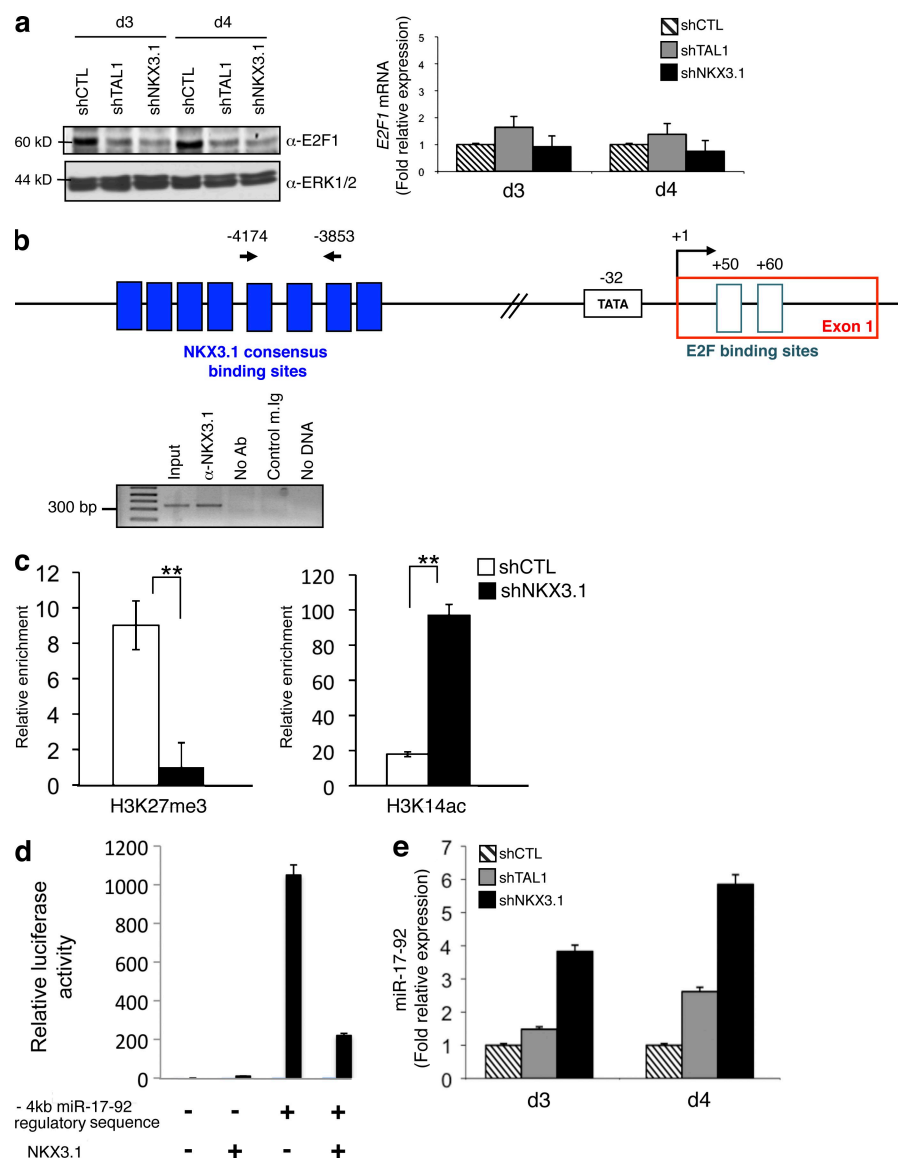 a
d3
d4
shCTL
shTAL1
shNKX3.1
shCTL
shTAL1
shNKX3.1
60 kD
α-E2F1
44 kD
α-ERK1/2
E2F1 mRNA
(Fold relative expression)
5
4
2
1
0
d3
d4
shCTL
shTAL1
shNKX3.1
b
-4174
-3853
-32
TATA
+1
+50
+60
Exon 1
NKX3.1 consensus
binding sites
E2F binding sites
Input
α-NKX3.1
No Ab
Control m.Ig
No DNA
300 bp
c
Relative enrichment
12
10
8
6
4
2
0
**
H3K27me3
Relative enrichment
120
100
80
60
40
20
0
**
H3K14ac
shCTL
shNKX3.1
d
Relative luciferase
activity
1200
1000
800
600
400
200
0
- 4kb miR-17-92
regulatory sequence
- - + +
NKX3.1
- + - +
e
miR-17-92
(Fold relative expression)
7
6
5
4
3
2
1
0
shCTL
shTAL1
shNKX3.1
d3
d4